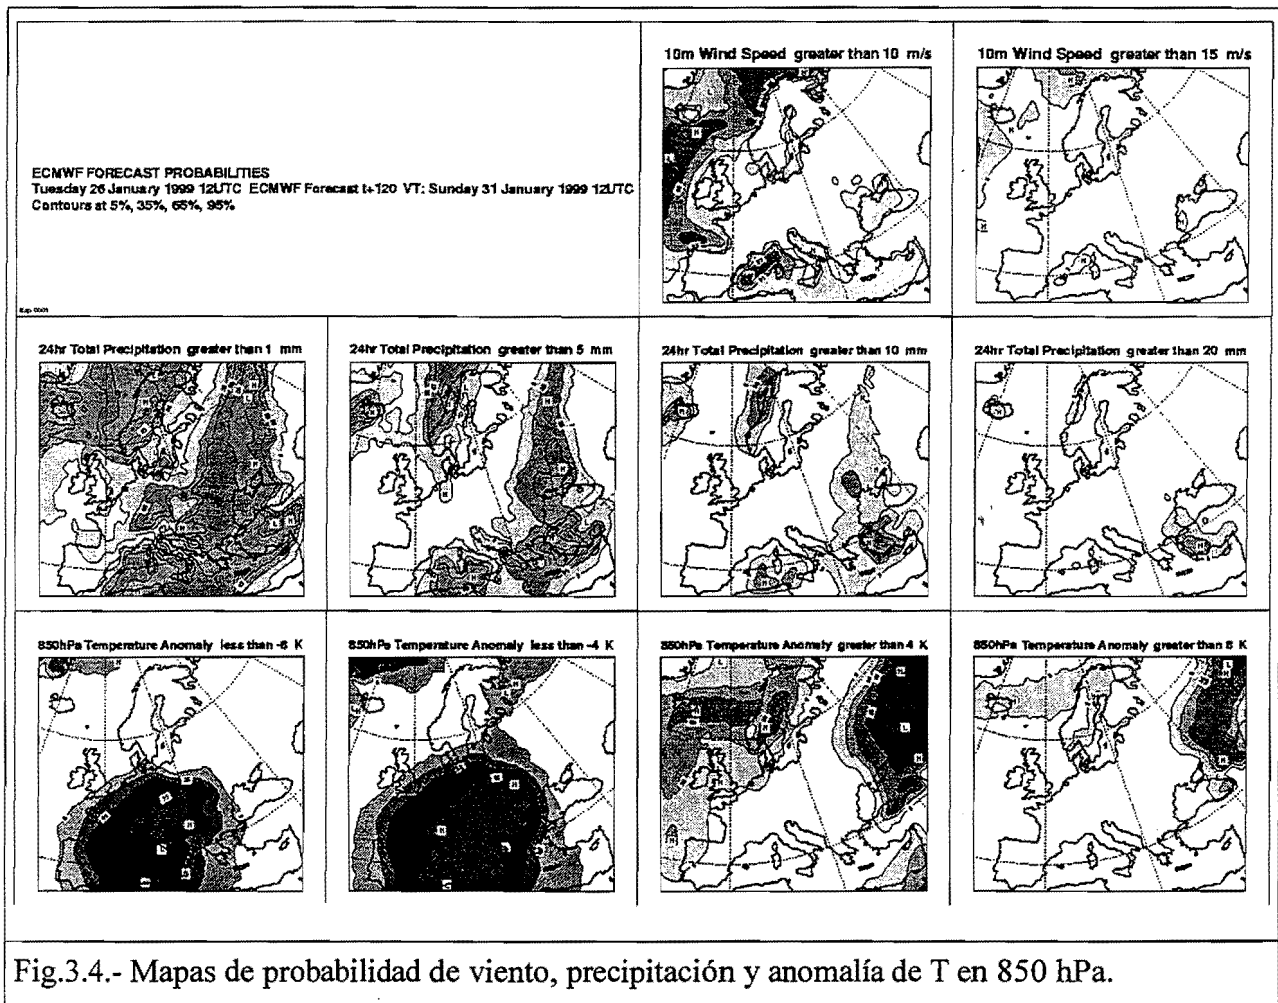 10m Wind Speed greater than 10 m/s
10m Wind Speed greater than 15 m/s
ECMWF FORECAST PROBABILITIES
Tuesday 26 January 1999 12UTC ECMWF Forecast t+120 VT: Sunday 31 January 1999 12UTC
Contours at 5%, 35%, 65%, 95%
24hr Total Precipitation greater than 1 mm
24hr Total Precipitation greater than 5 mm
24hr Total Precipitation greater than 10 mm
24hr Total Precipitation greater than 20 mm
850hPa Temperature Anomaly less than -8 K
850hPa Temperature Anomaly less than -4 K
850hPa Temperature Anomaly greater than 4 K
850hPa Temperature Anomaly greater than 8 K
Fig.3.4.- Mapas de probabilidad de viento, precipitación y anomalía de T en 850 hPa.